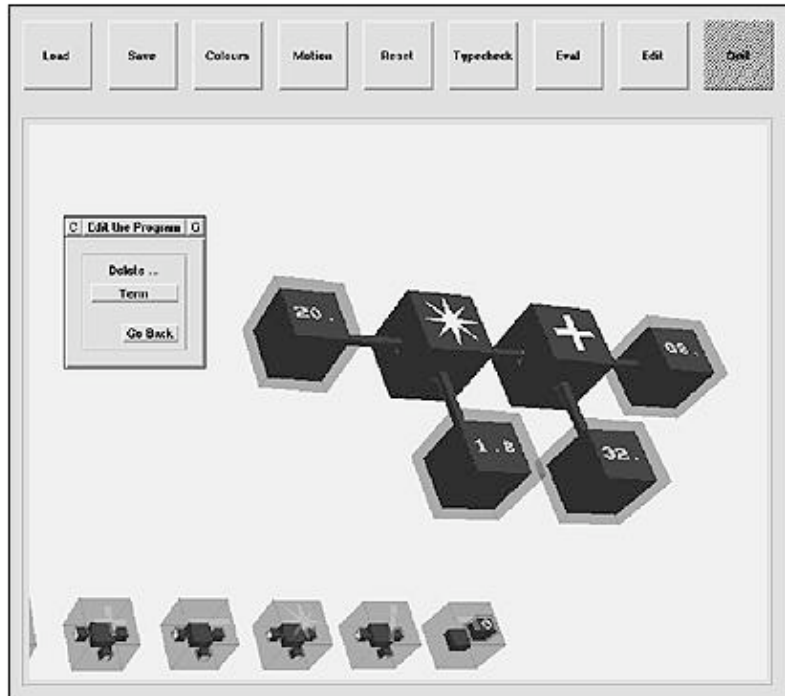 Load Save Colours Motion Reset Typecheck Eval Edit Quit
C Edit the Program G
Delete ...
Term
Go Back
20.
1.8
32.